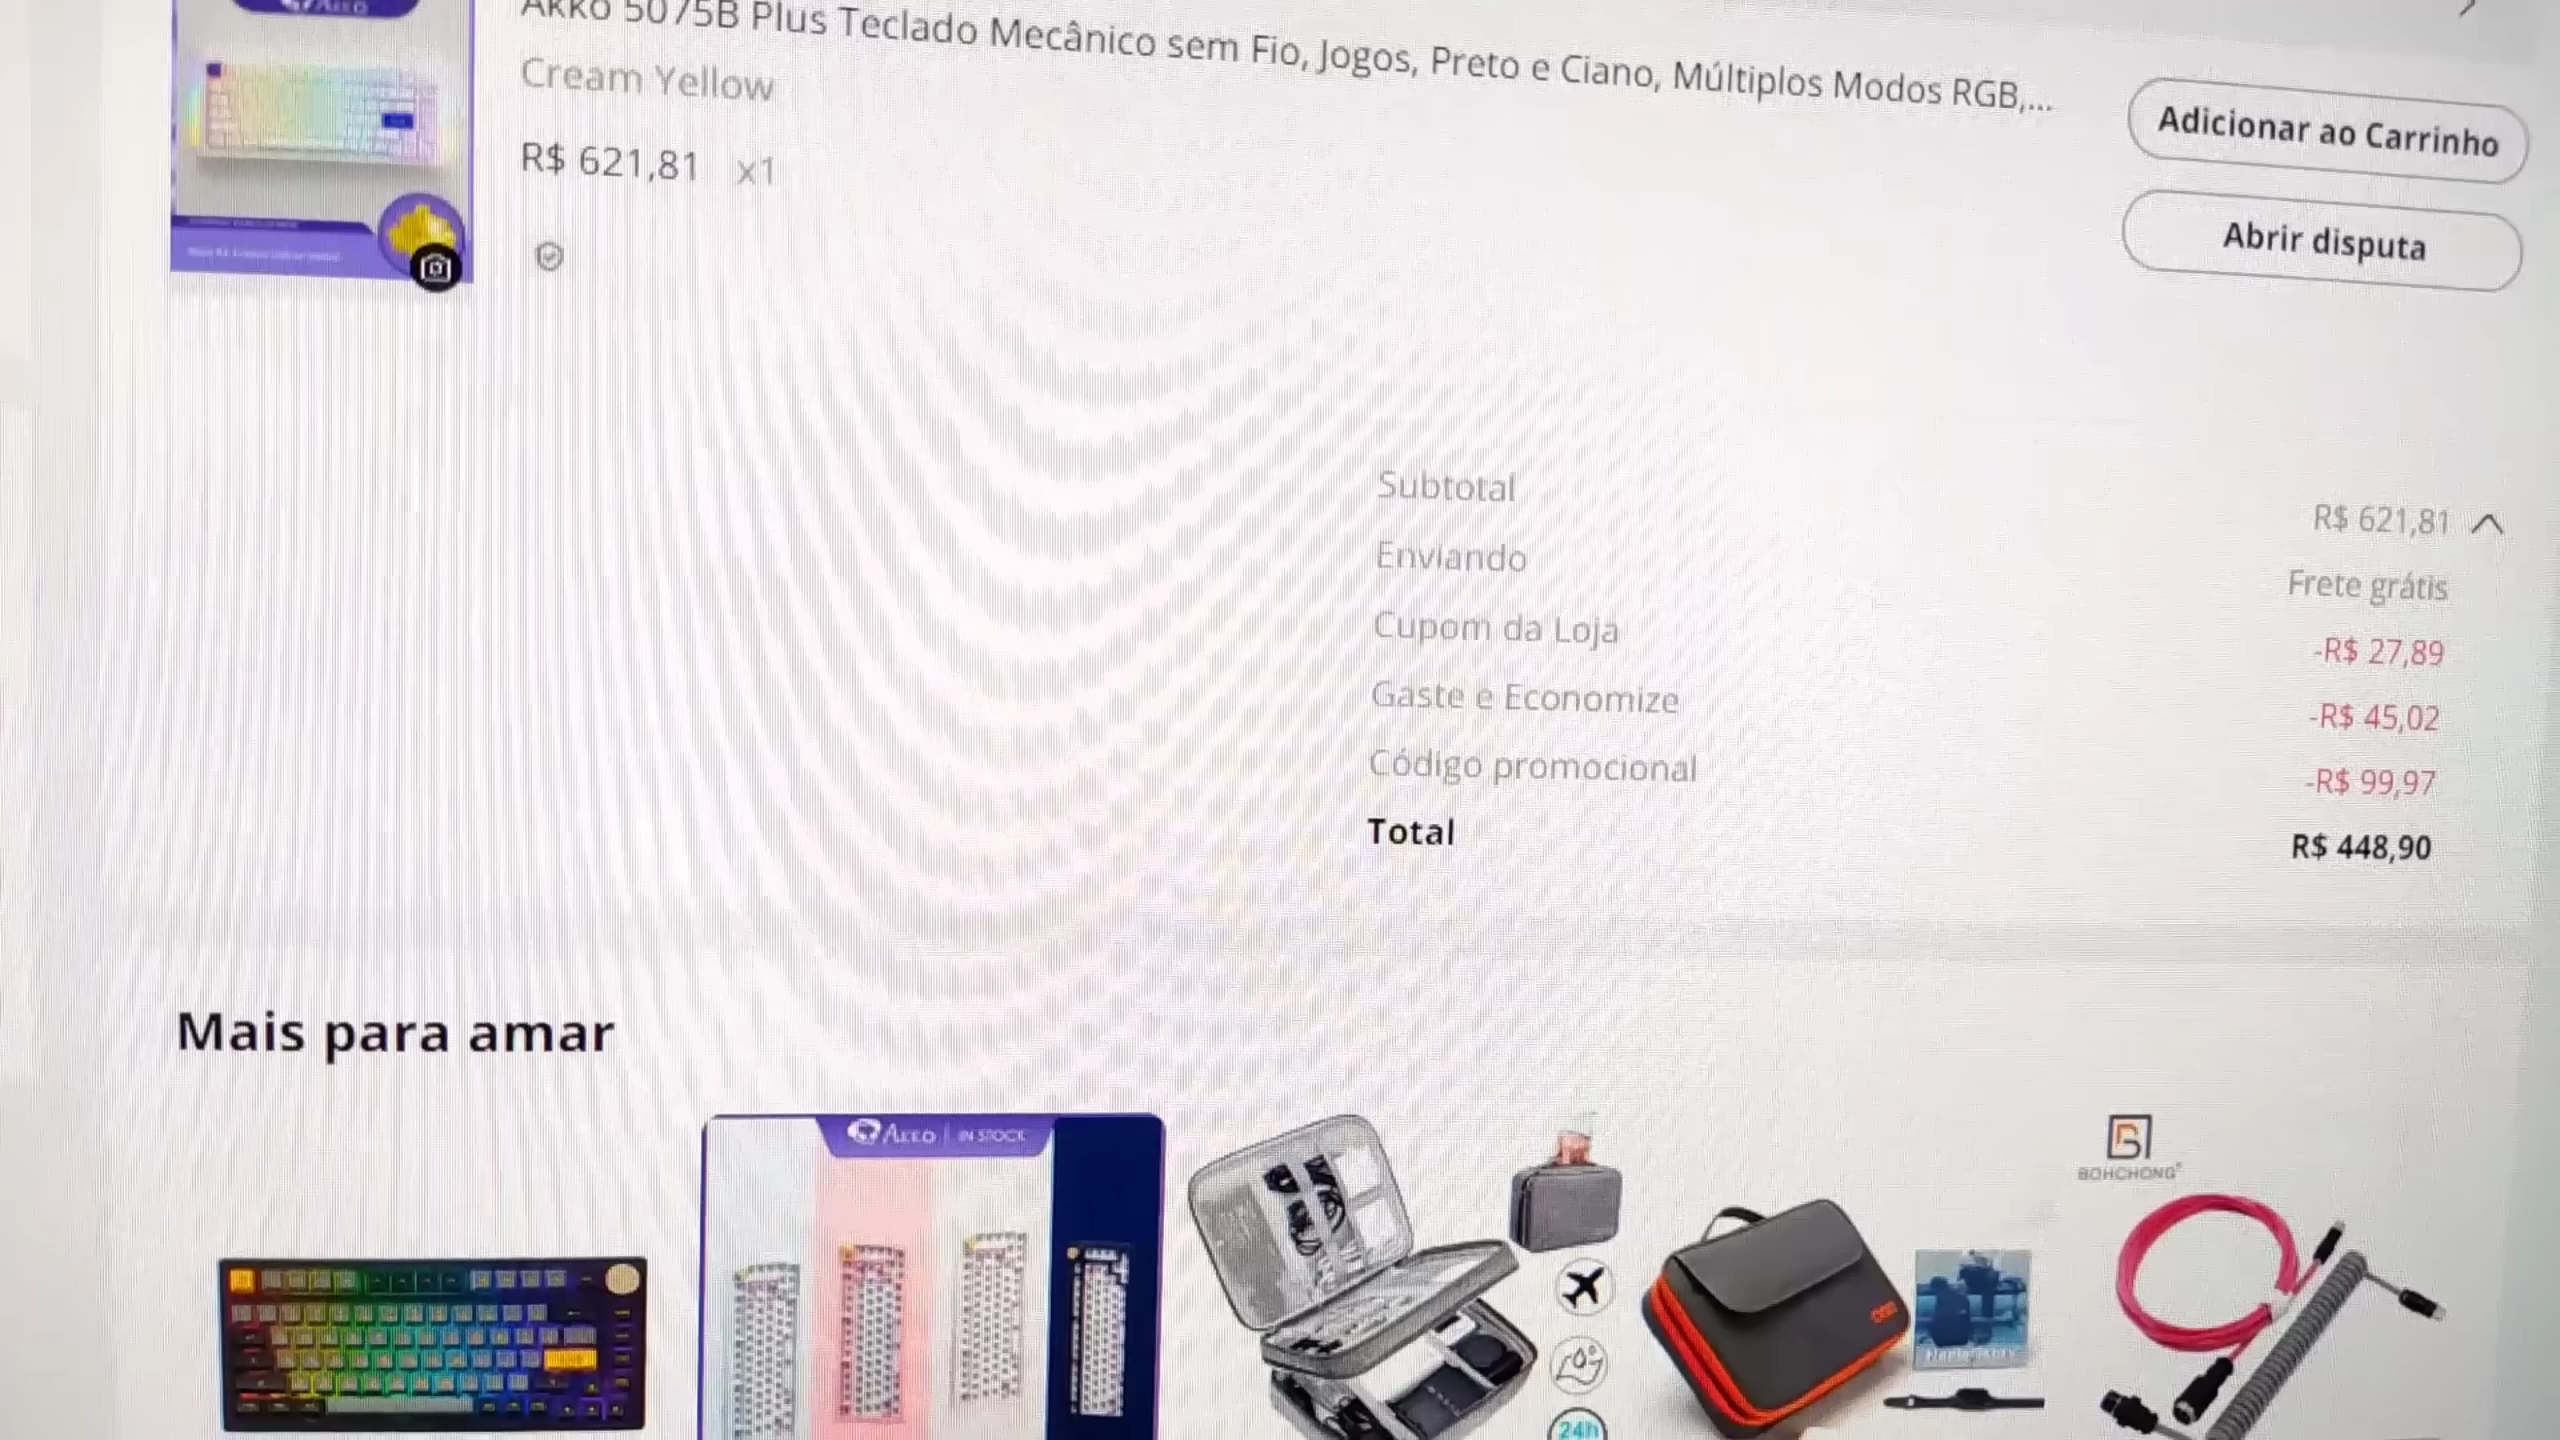 AKKO
Akko 5075B Plus Teclado Mecânico sem Fio, Jogos, Preto e Ciano, Múltiplos Modos RGB,...
Cream Yellow
R$ 621,81 x1
Adicionar ao Carrinho
Abrir disputa
Subtotal R$ 621,81
Enviando Frete grátis
Cupom da Loja -R$ 27,89
Gaste e Economize -R$ 45,02
Código promocional -R$ 99,97
Total R$ 448,90
Mais para amar
AKKO IN STOCK
24h
BOHCHONG